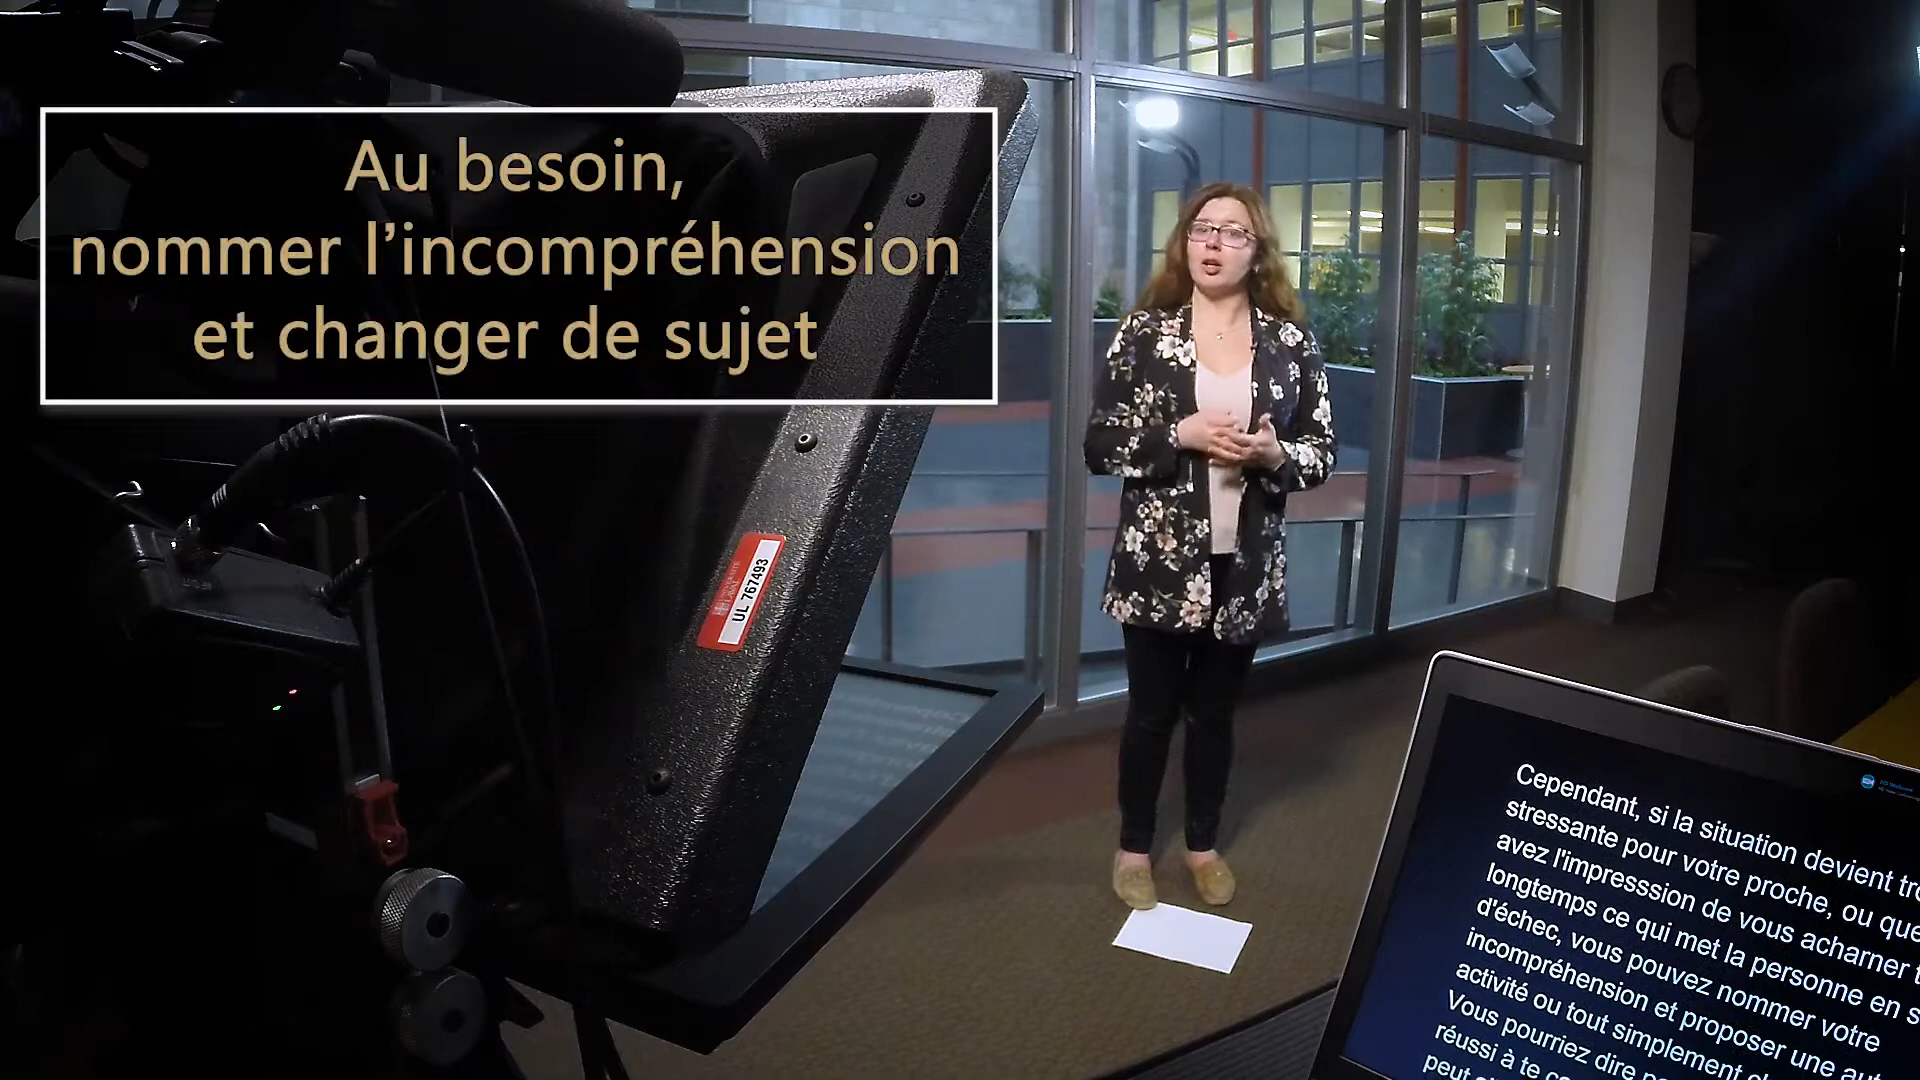 Au besoin,
nommer l’incompréhension
et changer de sujet
UL 767493
Cependant, si la situation devient
stressante pour votre proche, ou que
avez l'impresssion de vous acharner
longtemps ce qui met la personne en
d'échec, vous pouvez nommer votre
incompréhension et proposer une
activité ou tout simplement
Vous pourriez dire
réussi à te
peut